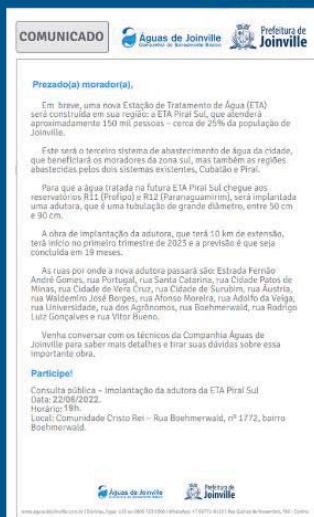 COMUNICADO
Águas de Joinville
Companhia de Saneamento Básico
Prefeitura de
Joinville
Prezado(a) morador(a),
Em breve, uma nova Estação de Tratamento de Água (ETA)
será construída em sua região: a ETA Piraí Sul, que atenderá
aproximadamente 150 mil pessoas – cerca de 25% da população de
Joinville.
Este será o terceiro sistema de abastecimento de água da cidade,
que beneficiará os moradores da zona sul, mas também as regiões
abastecidas pelos dois sistemas existentes, Cubatão e Piraí.
Para que a água tratada na futura ETA Piraí Sul chegue aos
reservatórios R11 (Profipo) e R12 (Paranaguamirim), será implantada
uma adutora, que é uma tubulação de grande diâmetro, entre 50 cm
e 90 cm.
A obra de implantação da adutora, que terá 10 km de extensão,
terá início no primeiro trimestre de 2023 e a previsão é que seja
concluída em 19 meses.
As ruas por onde a nova adutora passará são: Estrada Fernão
André Gomes, rua Portugal, rua Santa Catarina, rua Cidade Patos de
Minas, rua Cidade de Vera Cruz, rua Cidade de Surubim, rua Áustria,
rua Waldemiro José Borges, rua Afonso Moreira, rua Adolfo da Veiga,
rua Universidade, rua dos Agrônomos, rua Boehmerwald, rua Rodrigo
Lutz Gonçalves e rua Vitor Bueno.
Venha conversar com os técnicos da Companhia Águas de
Joinville para saber mais detalhes e tirar suas dúvidas sobre essa
importante obra.
Participe!
Consulta pública – implantação da adutora da ETA Piraí Sul
Data: 22/06/2022.
Horário: 19h.
Local: Comunidade Cristo Rei – Rua Boehmerwald, nº 1772, bairro
Boehmerwald.
Águas de Joinville
Prefeitura de
Joinville